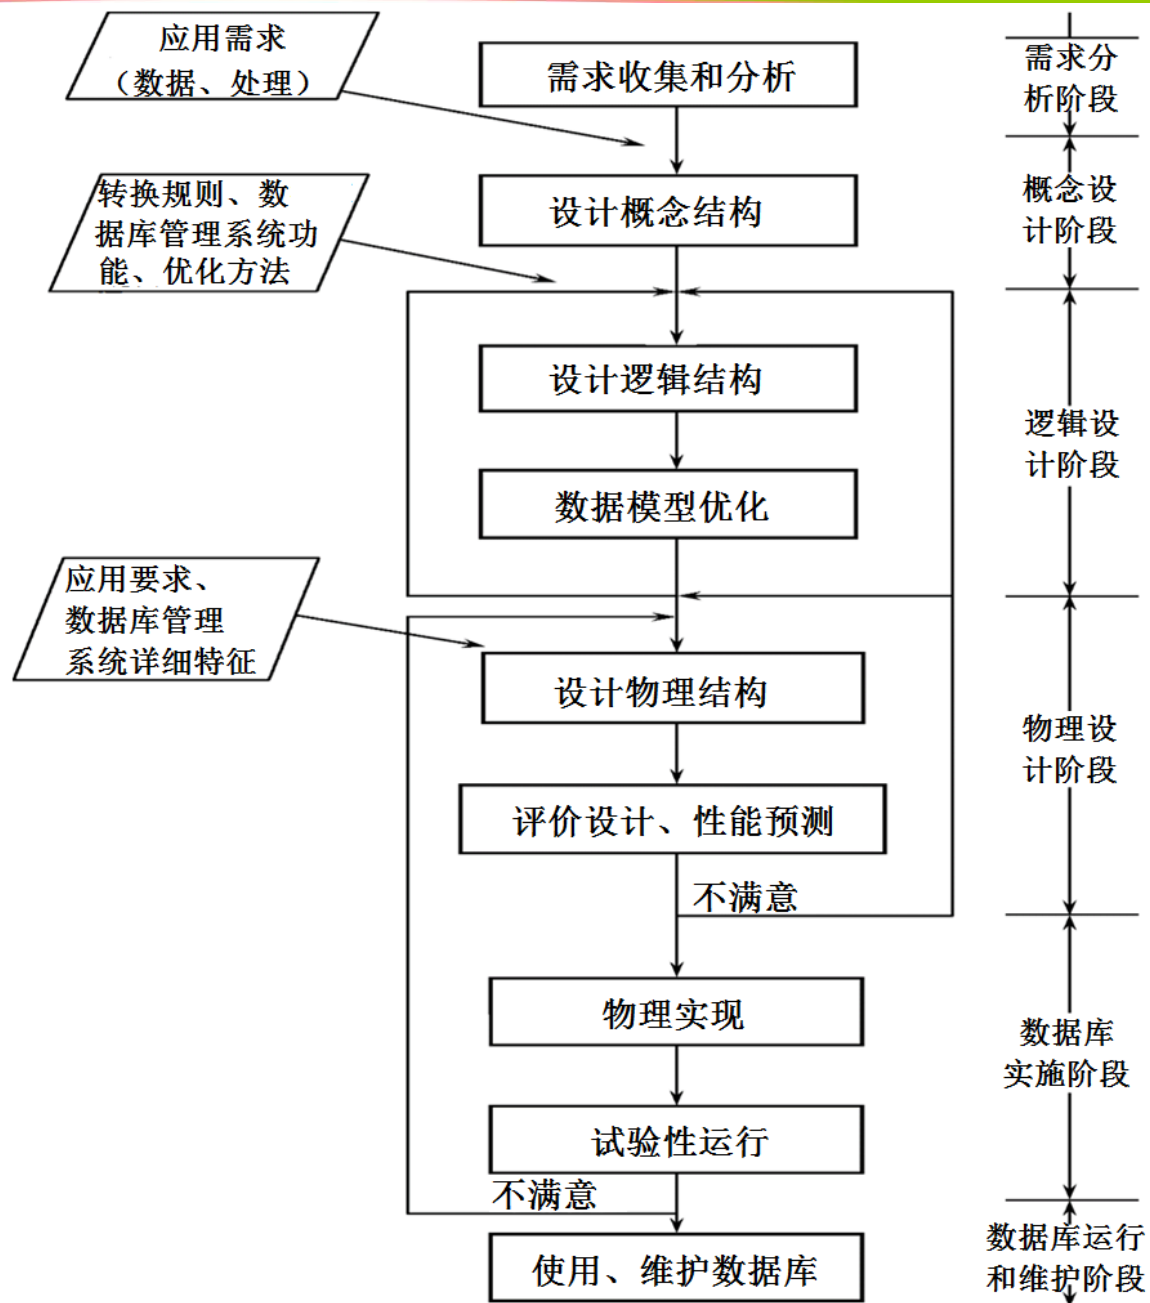 应用需求
（数据、处理）
需求收集和分析
需求分
析阶段
转换规则、数
据库管理系统功
能、优化方法
设计概念结构
概念设
计阶段
设计逻辑结构
数据模型优化
逻辑设
计阶段
应用要求、
数据库管理
系统详细特征
设计物理结构
评价设计、性能预测
不满意
物理设
计阶段
物理实现
试验性运行
不满意
数据库
实施阶段
使用、维护数据库
数据库运行
和维护阶段